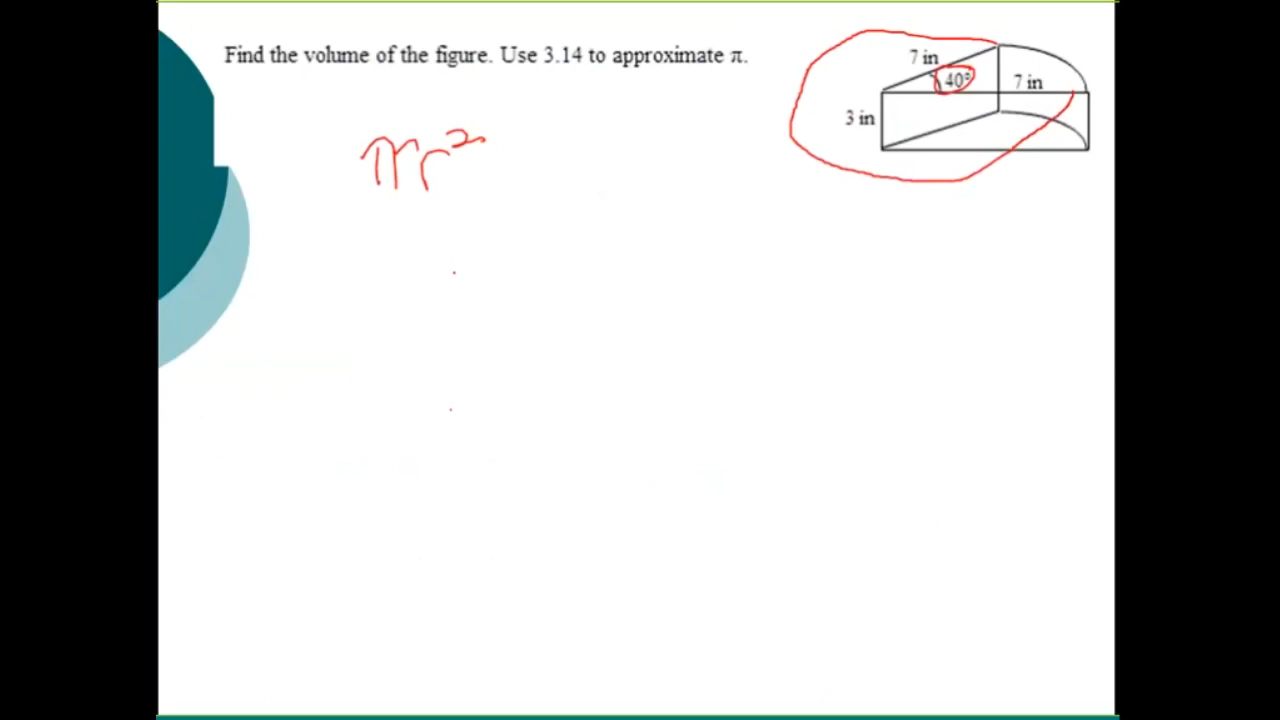 Find the volume of the figure. Use 3.14 to approximate π.
7 in
40°
7 in
3 in
πr²